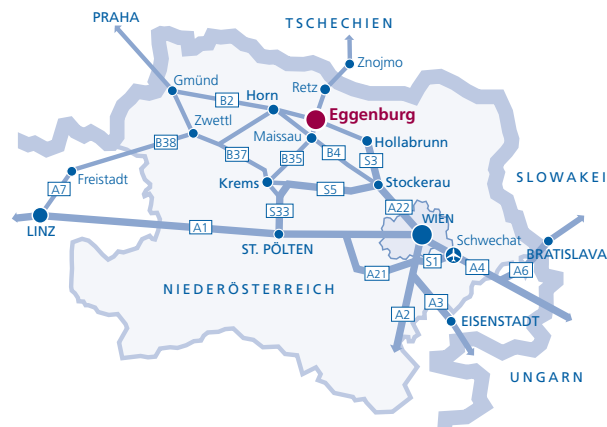 PRAHA
TSCHECHIEN
Znojmo
Gmünd
Retz
B2
Horn
Eggenburg
Zwettl
Maissau
Hollabrunn
B38
B37
B35
B4
S3
Freistadt
Krems
Stockerau
SLOWAKEI
A7
S5
S33
A22
LINZ
A1
WIEN
ST. PÖLTEN
Schwechat
BRATISLAVA
A21
S1
A4
A6
NIEDERÖSTERREICH
A3
A2
EISENSTADT
UNGARN